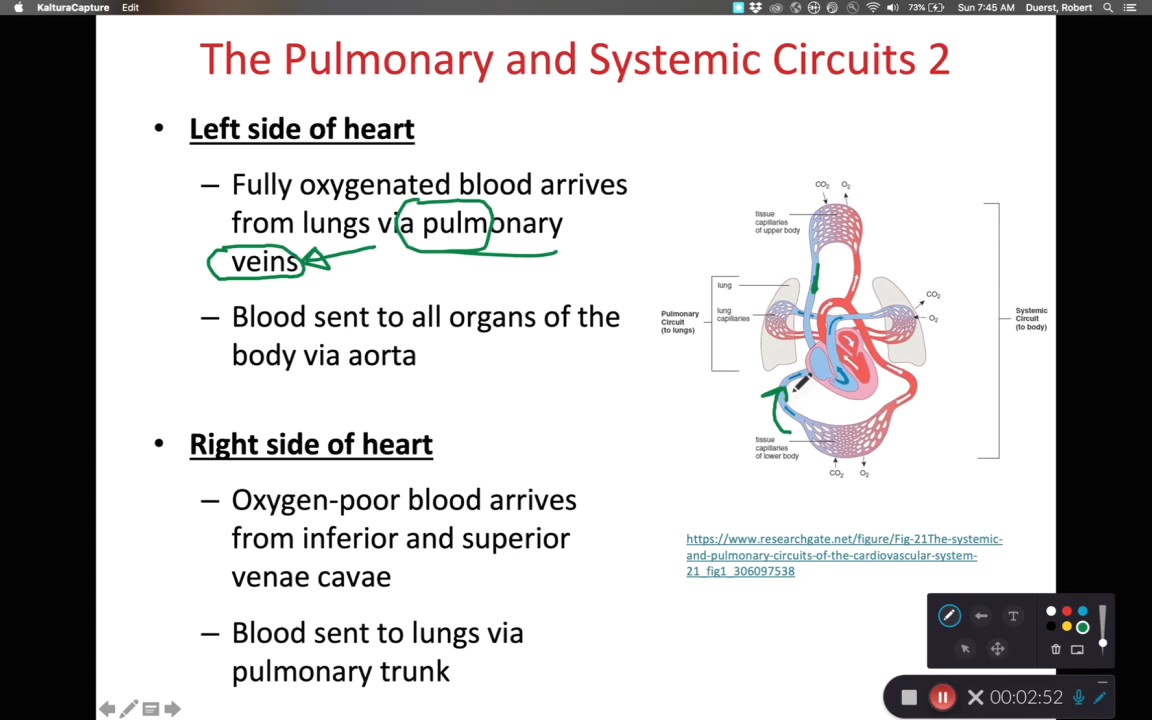 KalturaCapture Edit 73% Sun 7:45 AM Duerst, Robert
The Pulmonary and Systemic Circuits 2
• Left side of heart
– Fully oxygenated blood arrives
from lungs via pulmonary
veins
– Blood sent to all organs of the
body via aorta
• Right side of heart
– Oxygen-poor blood arrives
from inferior and superior
venae cavae
– Blood sent to lungs via
pulmonary trunk
CO2 O2
tissue
capillaries
of upper body
lung
lung
capillaries
Pulmonary
Circuit
(to lungs)
CO2
O2
Systemic
Circuit
(to body)
tissue
capillaries
of lower body
CO2 O2
https://www.researchgate.net/figure/Fig-21The-systemic-
and-pulmonary-circuits-of-the-cardiovascular-system-
21_fig1_306097538
T
00:02:52